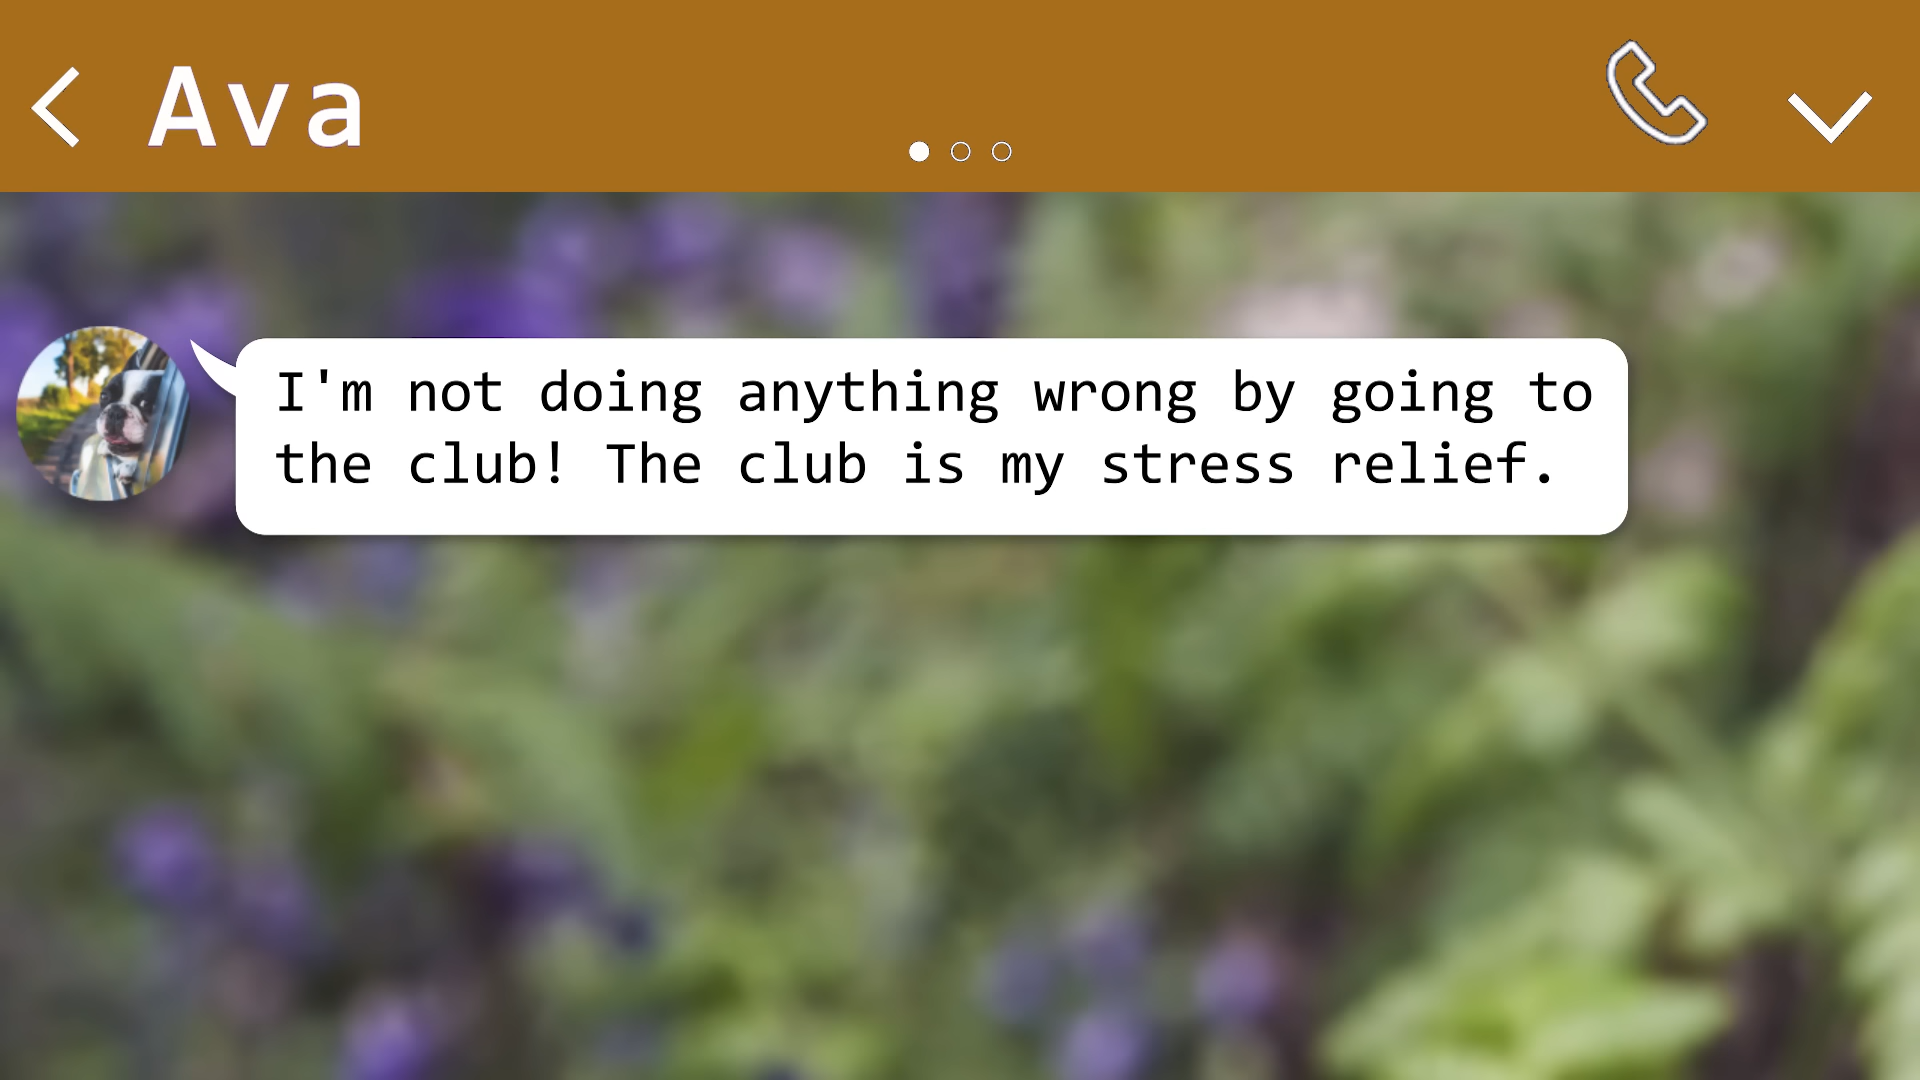 Ava
I'm not doing anything wrong by going to
the club! The club is my stress relief.